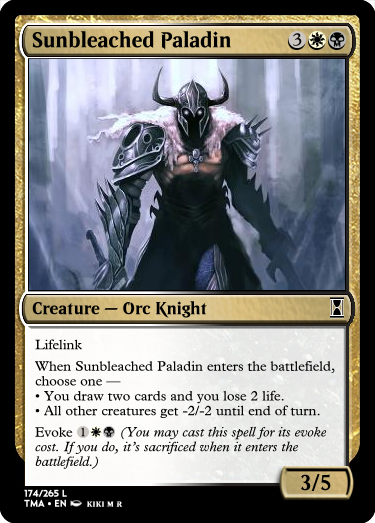 Sunbleached Paladin 3
Creature — Orc Knight
Lifelink
When Sunbleached Paladin enters the battlefield,
choose one —
• You draw two cards and you lose 2 life.
• All other creatures get -2/-2 until end of turn.
Evoke 1 (You may cast this spell for its evoke
cost. If you do, it's sacrificed when it enters the
battlefield.)
3/5
174/265 L
TMA • EN KIKI M R